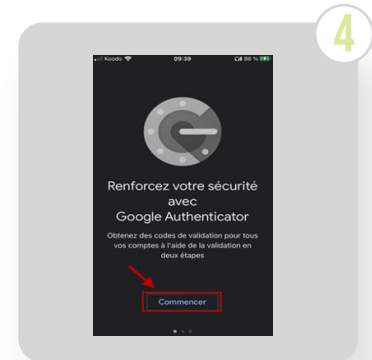 4
Koodo 09:39 98 %
Renforcez votre sécurité
avec
Google Authenticator
Obtenez des codes de validation pour tous
vos comptes à l'aide de la validation en
deux étapes
Commencer